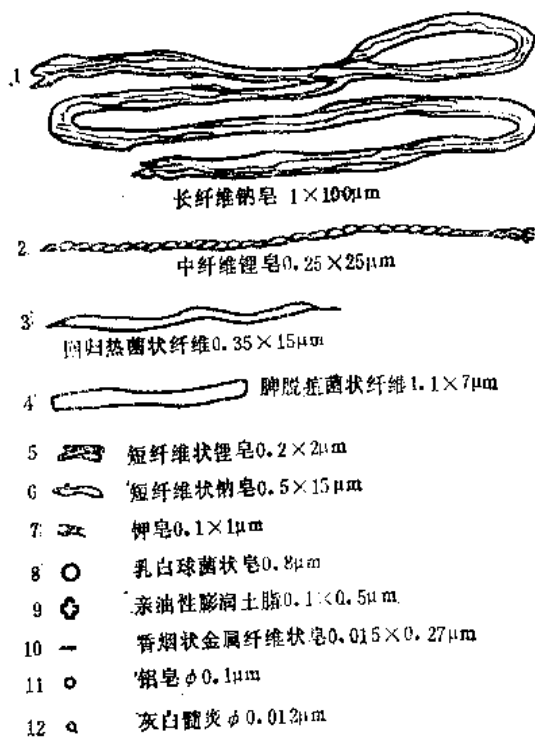 1
长纤维钠皂 1×100μm
2
中纤维锂皂0.25×25μm
3
回归热菌状纤维0.35×15μm
4 脾脱疽菌状纤维1.1×7μm
5 短纤维状锂皂0.2×2μm
6 短纤维状钠皂0.5×15μm
7 钾皂0.1×1μm
8 乳白球菌状皂0.8μm
9 亲油性膨润土脂0.1×0.5μm
10 香烟状金属纤维状皂0.015×0.27μm
11 铝皂φ0.1μm
12 灰白髓炎φ0.012μm